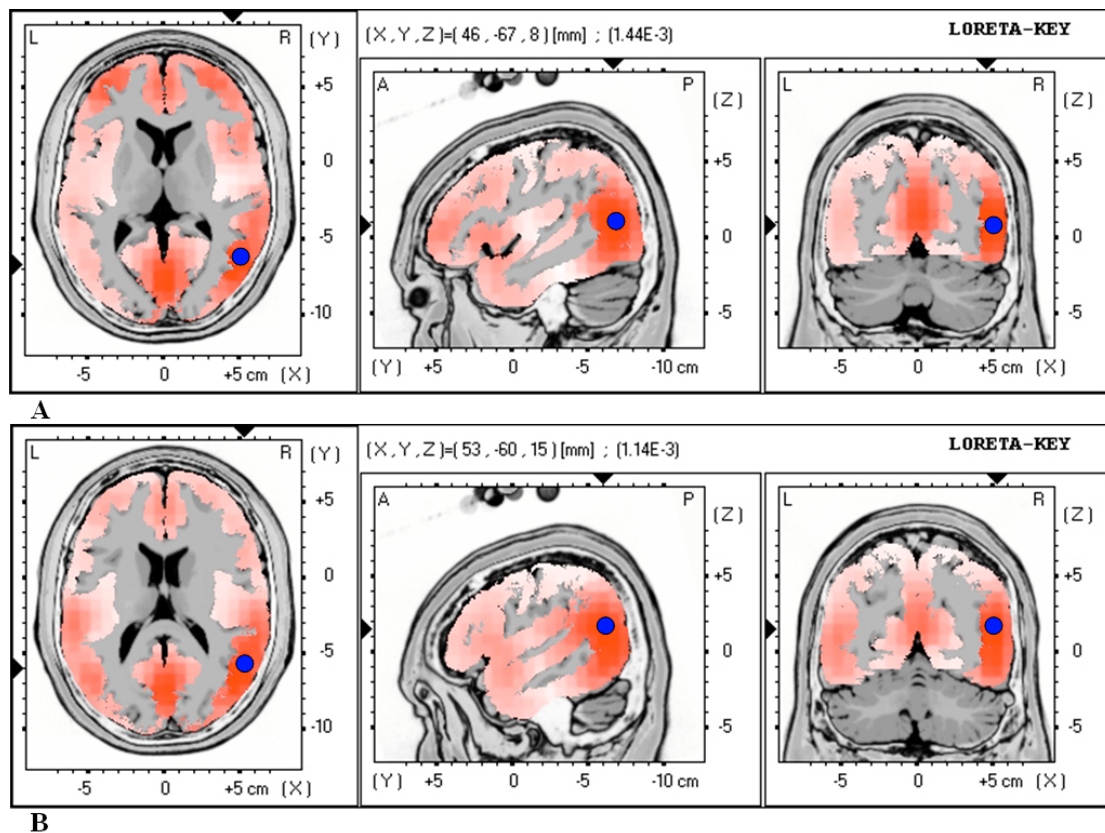 (X,Y,Z)=(46,-67,8)[mm];(1.44E-3) LORETA-KEY
L R (Y)
+5
0
-5
-10
-5 0 +5 cm (X)
A P (Z)
+5
0
-5
(Y) +5 0 -5 -10 cm
L R (Z)
+5
0
-5
-5 0 +5 cm (X)
A
(X,Y,Z)=(53,-60,15)[mm];(1.14E-3) LORETA-KEY
L R (Y)
+5
0
-5
-10
-5 0 +5 cm (X)
A P (Z)
+5
0
-5
(Y) +5 0 -5 -10 cm
L R (Z)
+5
0
-5
-5 0 +5 cm (X)
B